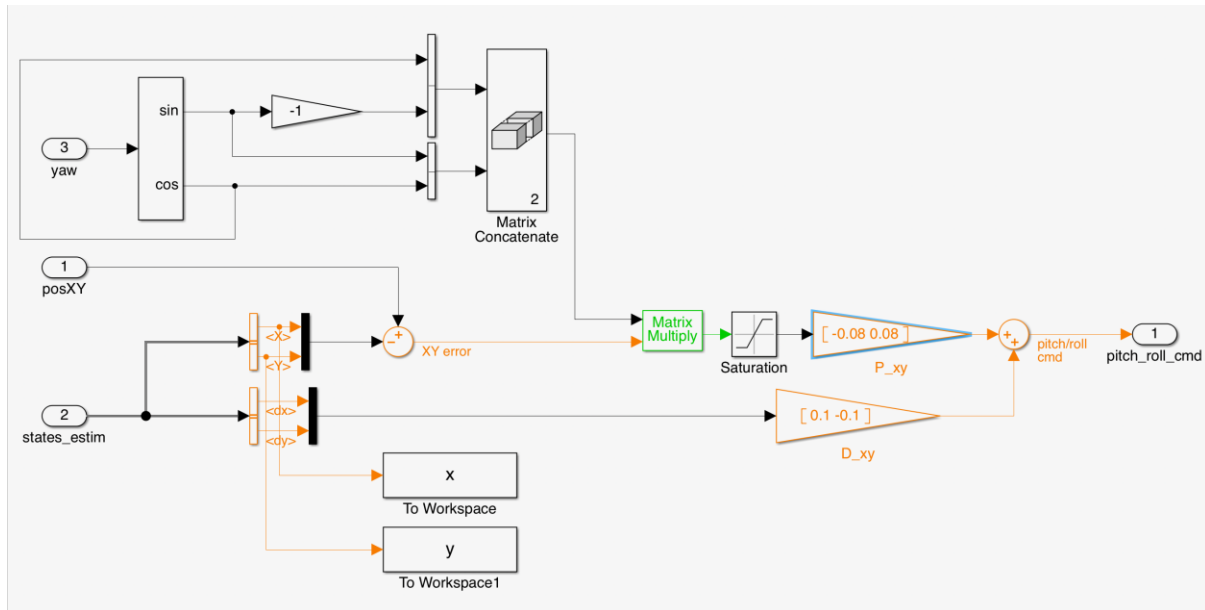 sin
-1
3
yaw
cos
2
Matrix
Concatenate
1
posXY
<X>
<Y>
+
−
XY error
Matrix
Multiply
Saturation
[ -0.08 0.08 ]
P_xy
+
+
pitch/roll
cmd
1
pitch_roll_cmd
2
states_estim
<dx>
<dy>
[ 0.1 -0.1 ]
D_xy
x
To Workspace
y
To Workspace1